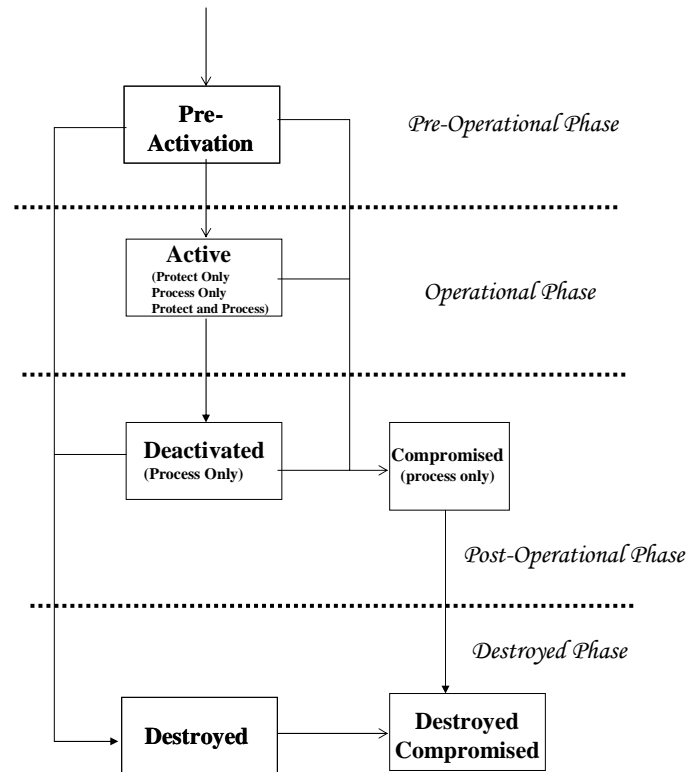 Pre-
Activation
Pre-Operational Phase
Active
(Protect Only
Process Only
Protect and Process)
Operational Phase
Deactivated
(Process Only)
Compromised
(process only)
Post-Operational Phase
Destroyed Phase
Destroyed
Destroyed
Compromised